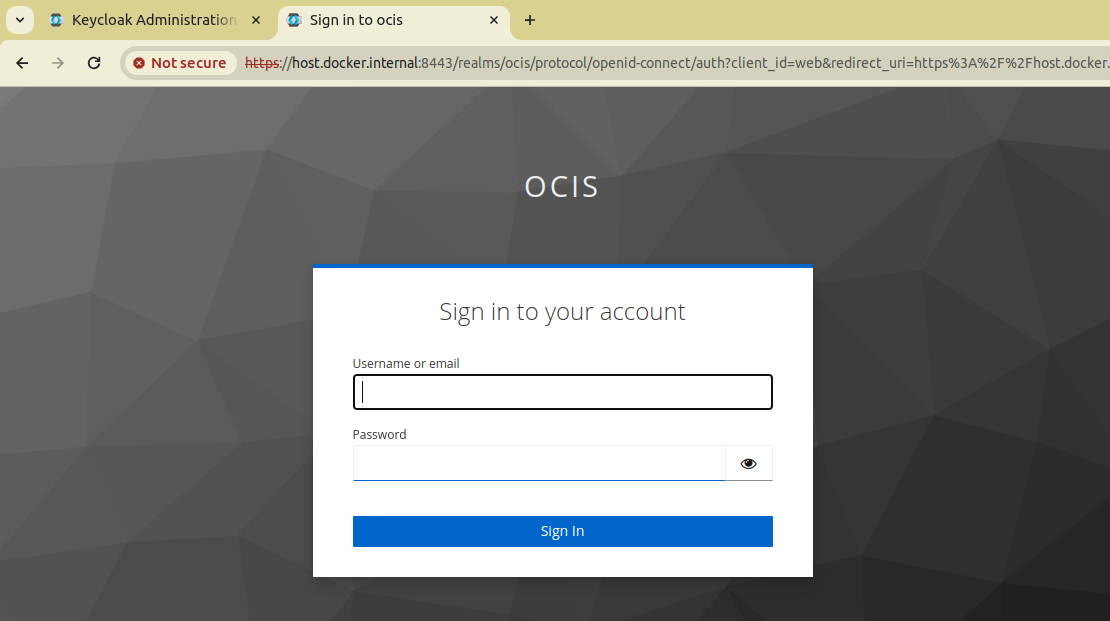 Keycloak Administration
Sign in to ocis
Not secure https://host.docker.internal:8443/realms/ocis/protocol/openid-connect/auth?client_id=web&redirect_uri=https%3A%2F%2Fhost.docker.
OCIS
Sign in to your account
Username or email
Password
Sign In